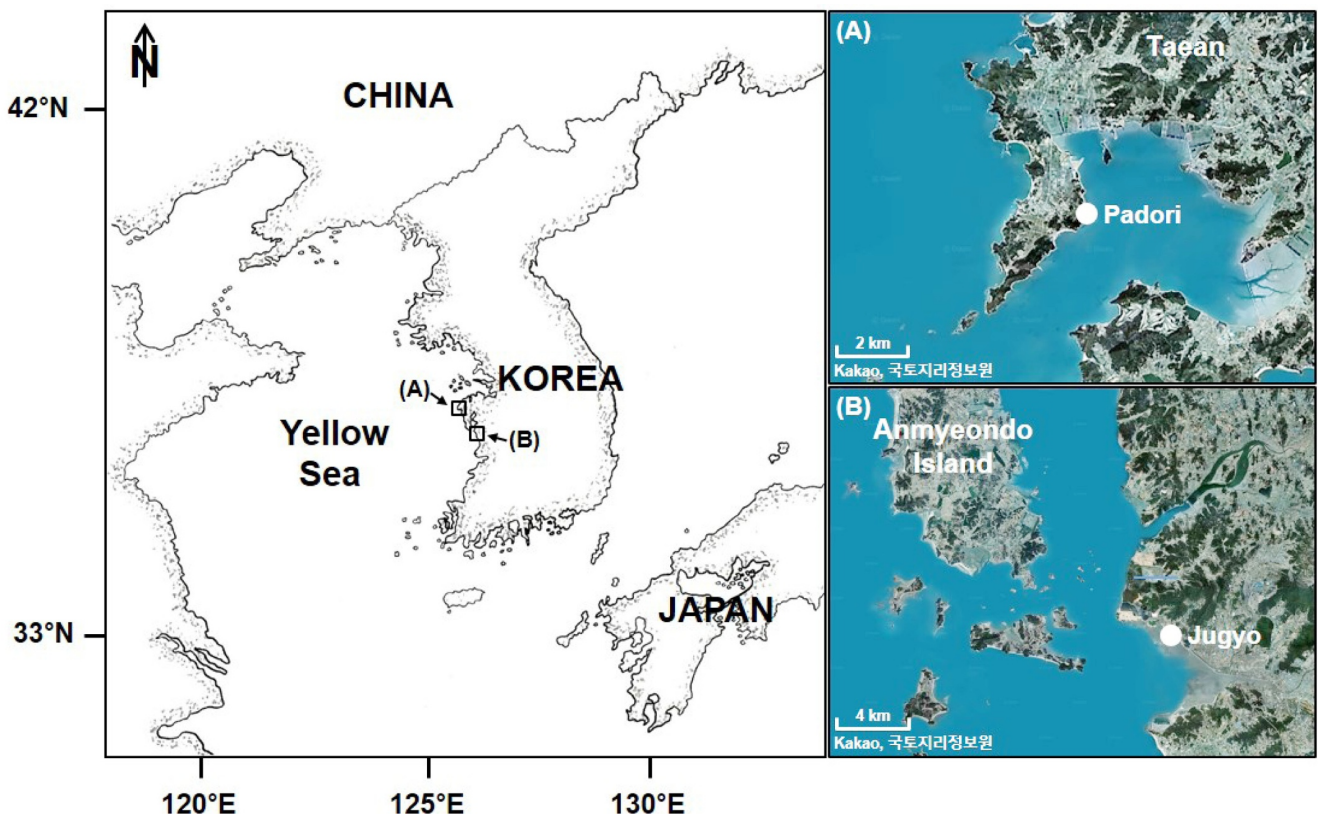 N
CHINA
42°N
KOREA
(A)
(B)
Yellow
Sea
JAPAN
33°N
120°E
125°E
130°E
(A)
Taean
Padori
2 km
Kakao, 국토지리정보원
(B)
Anmyeondo
Island
Jugyo
4 km
Kakao, 국토지리정보원